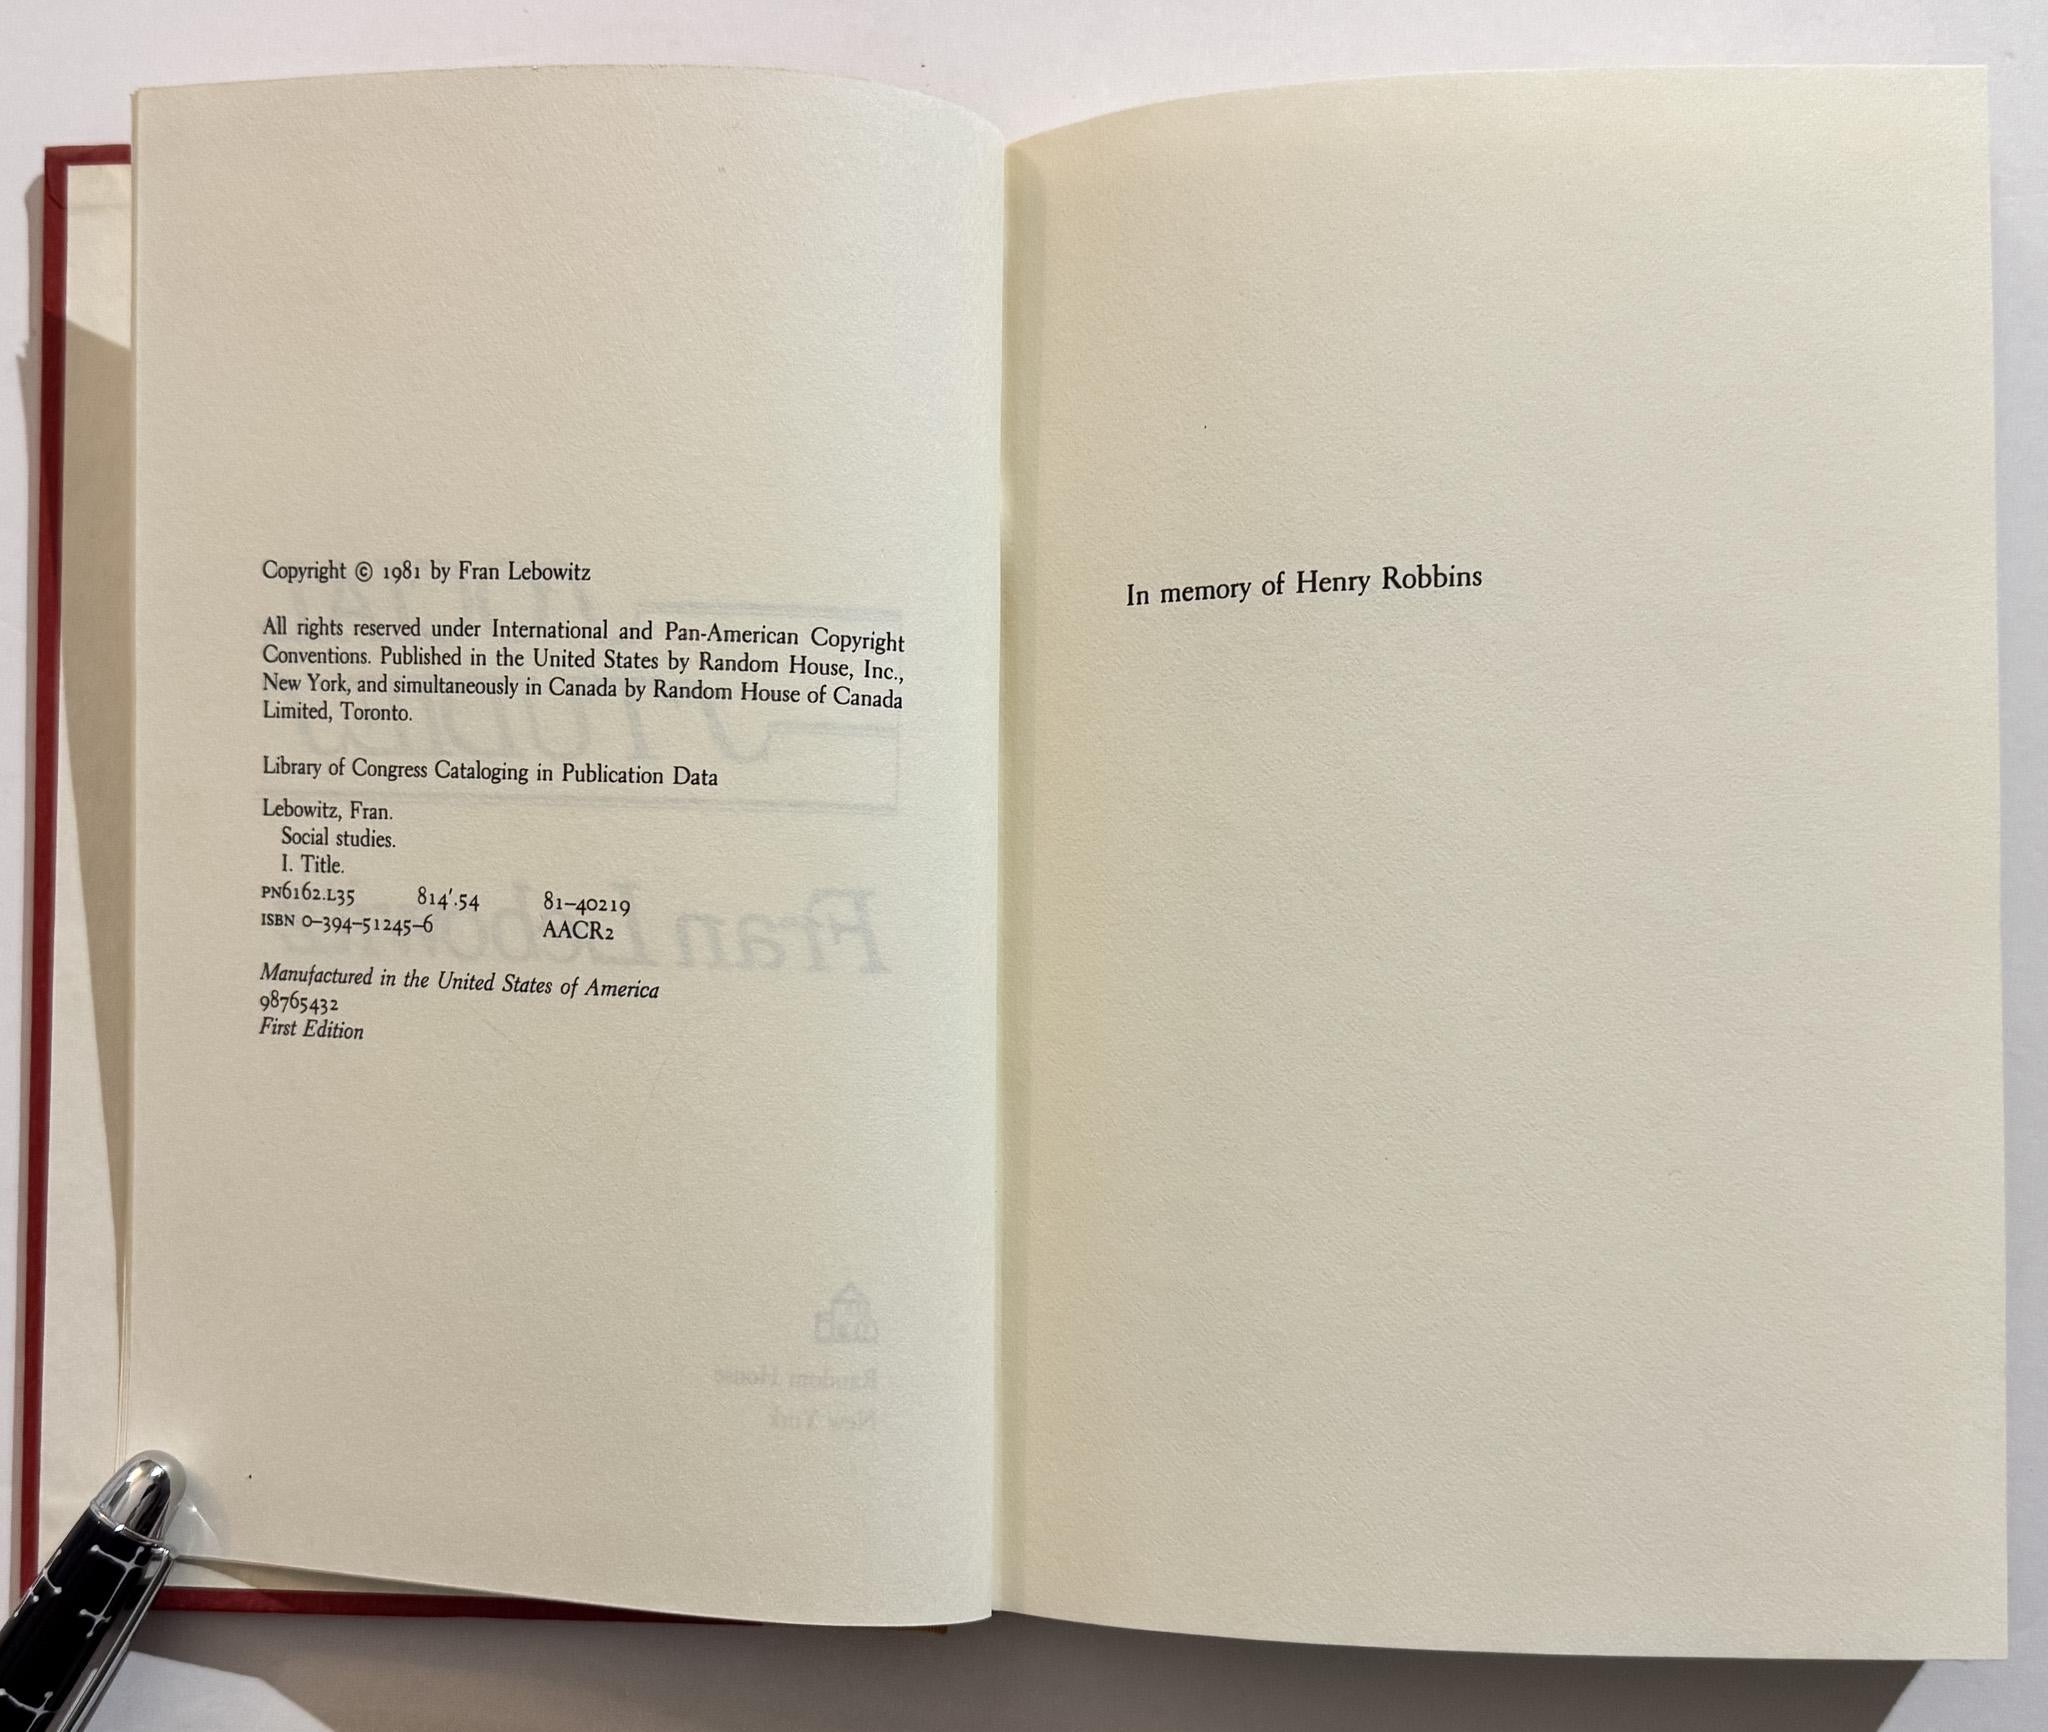 Copyright © 1981 by Fran Lebowitz
All rights reserved under International and Pan-American Copyright
Conventions. Published in the United States by Random House, Inc.,
New York, and simultaneously in Canada by Random House of Canada
Limited, Toronto.
Library of Congress Cataloging in Publication Data
Lebowitz, Fran.
Social studies.
I. Title.
PN6162.L35 814'.54 81–40219
ISBN 0–394–51245–6 AACR2
Manufactured in the United States of America
98765432
First Edition
Random House
New York
In memory of Henry Robbins